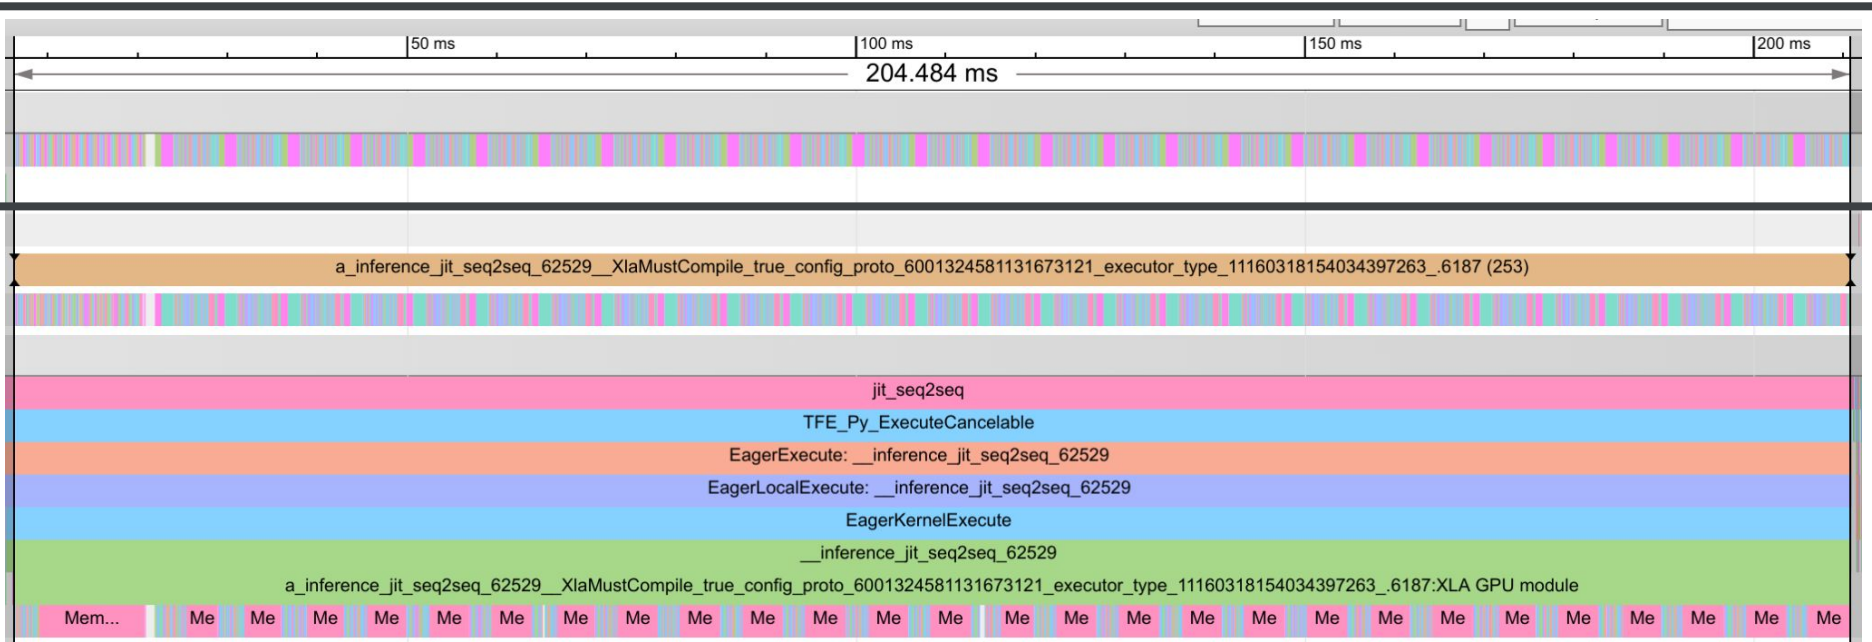 50 ms 100 ms 150 ms 200 ms
204.484 ms
a_inference_jit_seq2seq_62529__XlaMustCompile_true_config_proto_6001324581131673121_executor_type_11160318154034397263_.6187 (253)
jit_seq2seq
TFE_Py_ExecuteCancelable
EagerExecute: __inference_jit_seq2seq_62529
EagerLocalExecute: __inference_jit_seq2seq_62529
EagerKernelExecute
__inference_jit_seq2seq_62529
a_inference_jit_seq2seq_62529__XlaMustCompile_true_config_proto_6001324581131673121_executor_type_11160318154034397263_.6187:XLA GPU module
Mem... Me Me Me Me Me Me Me Me Me Me Me Me Me Me Me Me Me Me Me Me Me Me Me Me Me Me Me